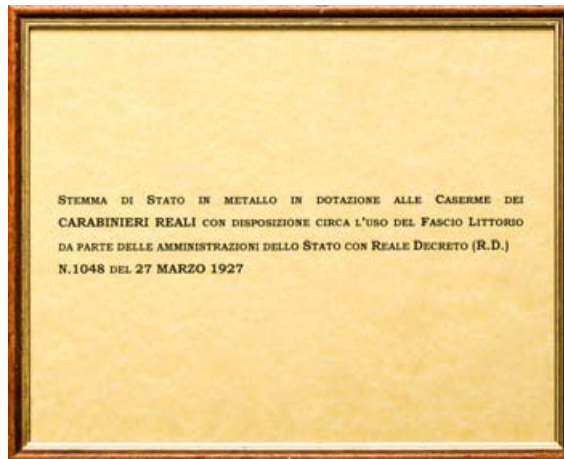 Stemma di Stato in metallo in dotazione alle Caserme dei
CARABINIERI REALI con disposizione circa l'uso del Fascio Littorio
da parte delle amministrazioni dello Stato con Reale Decreto (R.D.)
N.1048 del 27 MARZO 1927